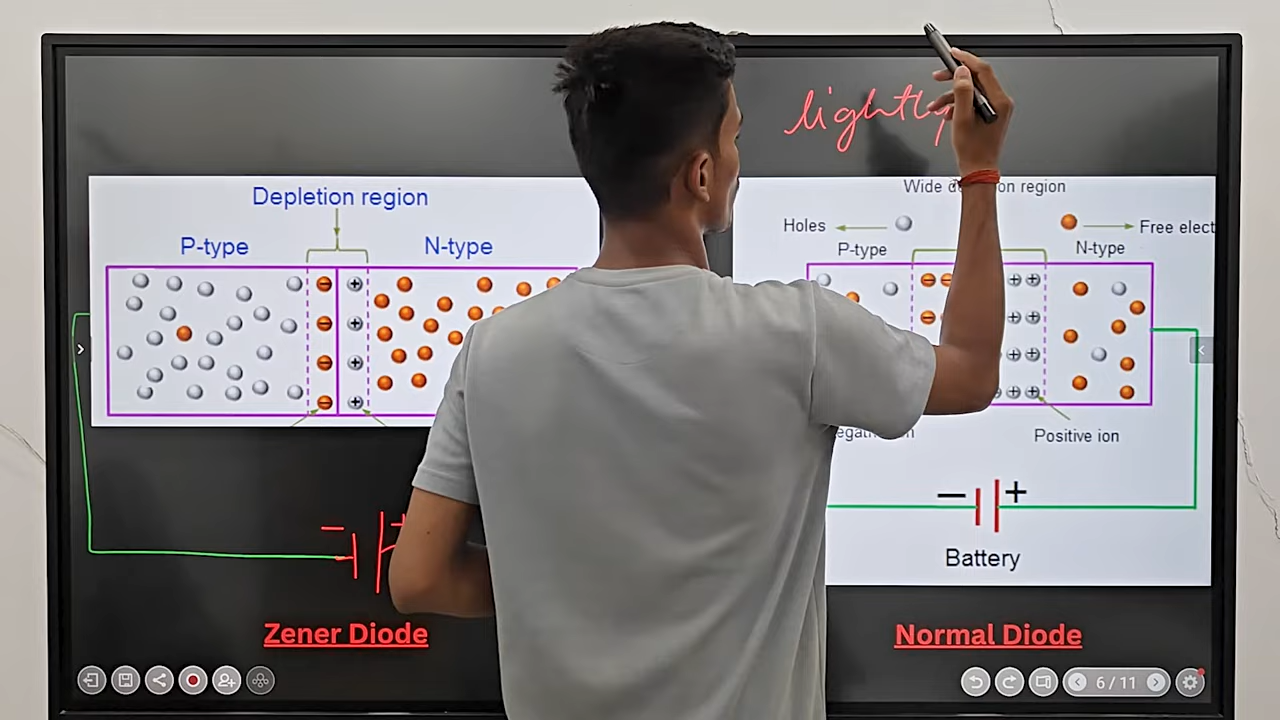 lightly
Depletion region
P-type
N-type
Wide depletion region
Holes
Free elect
P-type
N-type
Positive ion
− +
Battery
−
Zener Diode
Normal Diode
6 / 11